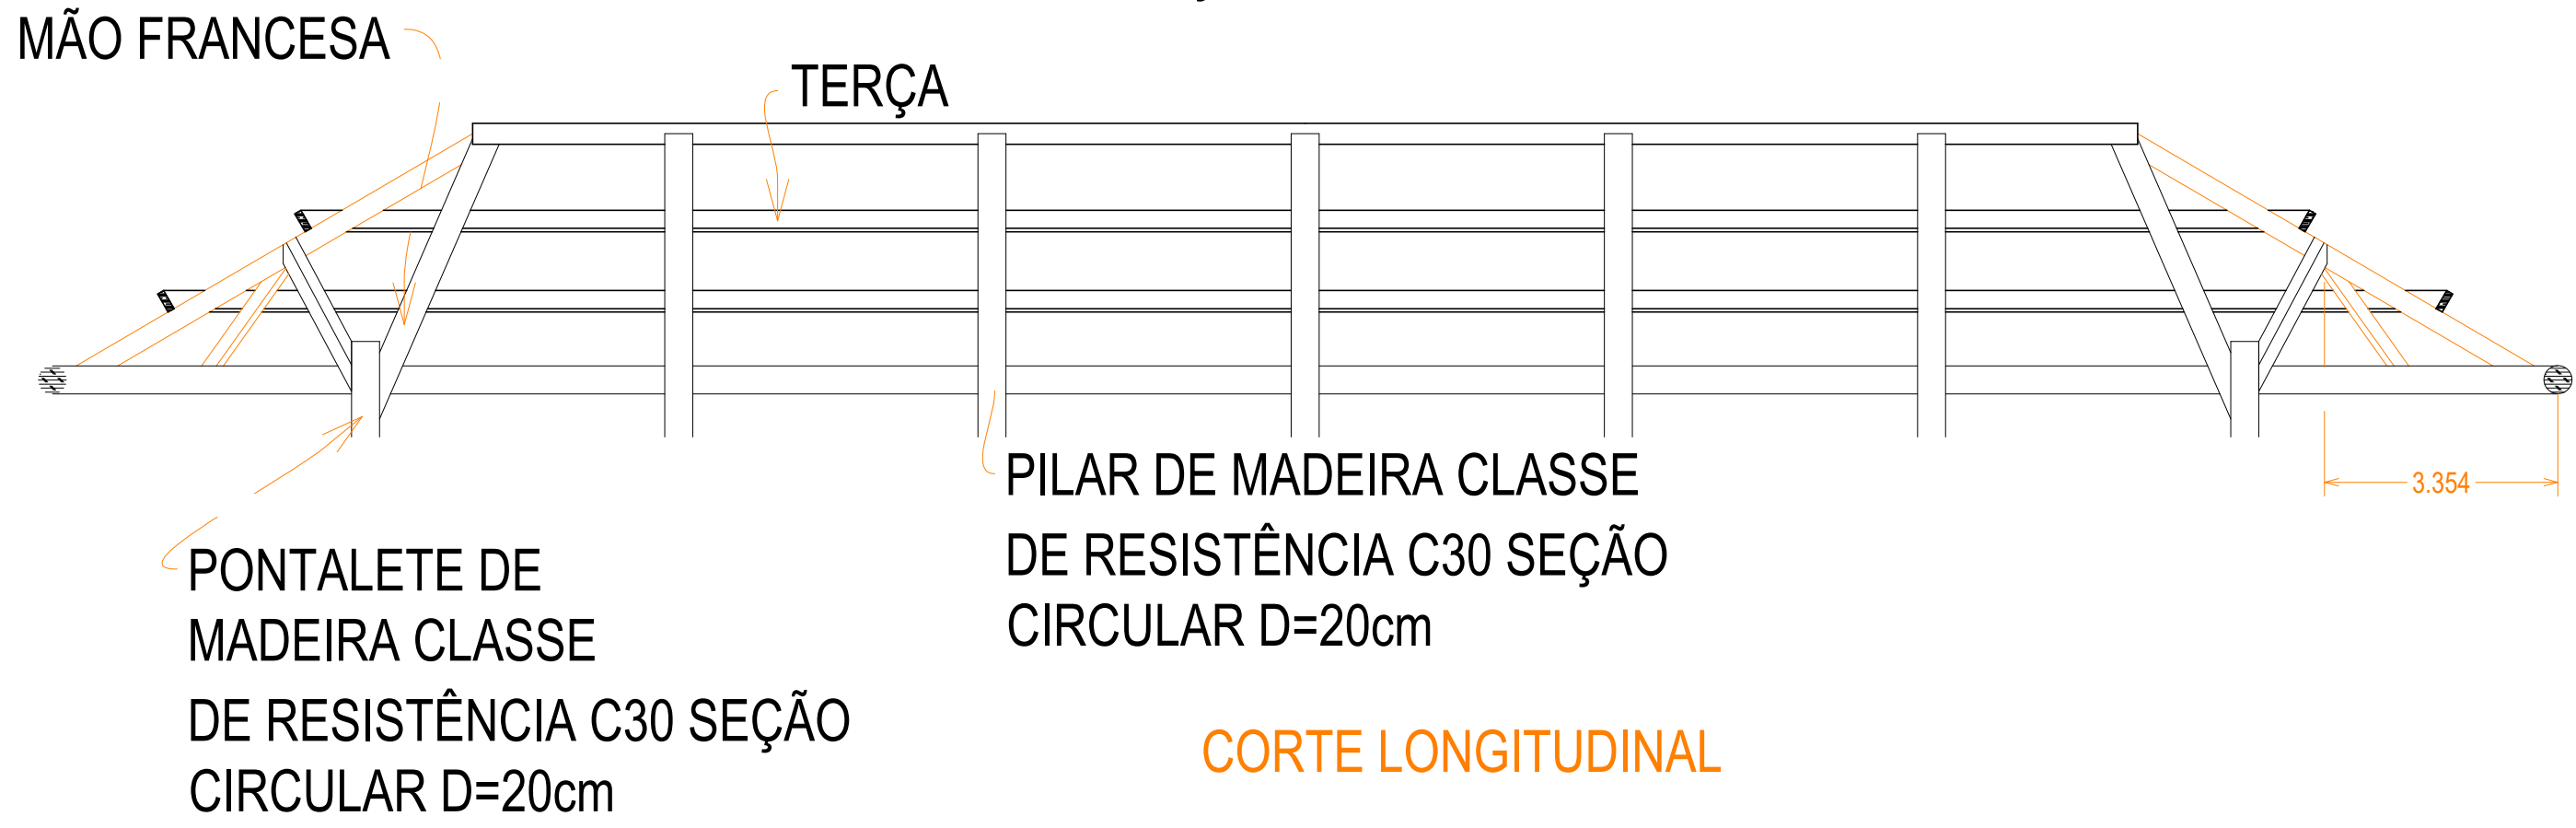 MÃO FRANCESA
TERÇA
PILAR DE MADEIRA CLASSE
DE RESISTÊNCIA C30 SEÇÃO
CIRCULAR D=20cm
3.354
PONTALETE DE
MADEIRA CLASSE
DE RESISTÊNCIA C30 SEÇÃO
CIRCULAR D=20cm
CORTE LONGITUDINAL